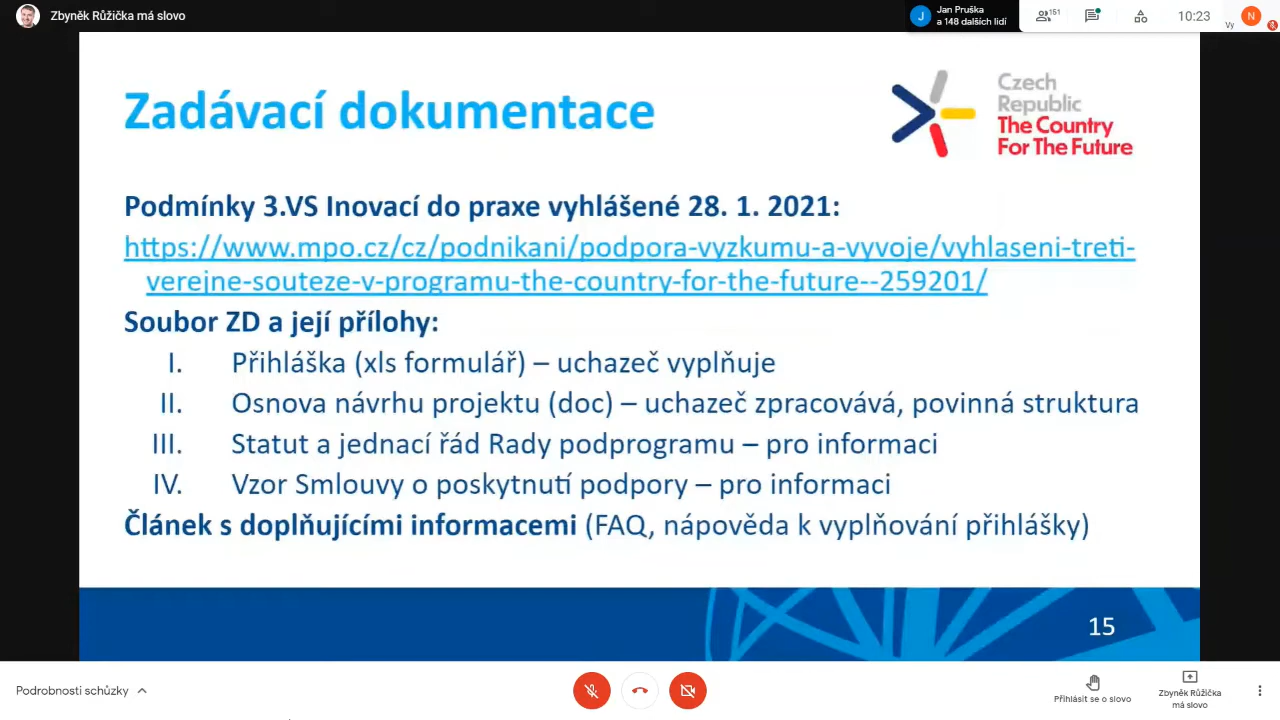 Zbyněk Růžička má slovo
J
Jan Pruška
a 148 dalších lidí
151
10:23
Vy
N
Zadávací dokumentace
Czech
Republic
The Country
For The Future
Podmínky 3.VS Inovací do praxe vyhlášené 28. 1. 2021:
https://www.mpo.cz/cz/podnikani/podpora-vyzkumu-a-vyvoje/vyhlaseni-treti-
verejne-souteze-v-programu-the-country-for-the-future--259201/
Soubor ZD a její přílohy:
I. Přihláška (xls formulář) – uchazeč vyplňuje
II. Osnova návrhu projektu (doc) – uchazeč zpracovává, povinná struktura
III. Statut a jednací řád Rady podprogramu – pro informaci
IV. Vzor Smlouvy o poskytnutí podpory – pro informaci
Článek s doplňujícími informacemi (FAQ, nápověda k vyplňování přihlášky)
15
Podrobnosti schůzky
Přihlásit se o slovo
Zbyněk Růžička
má slovo